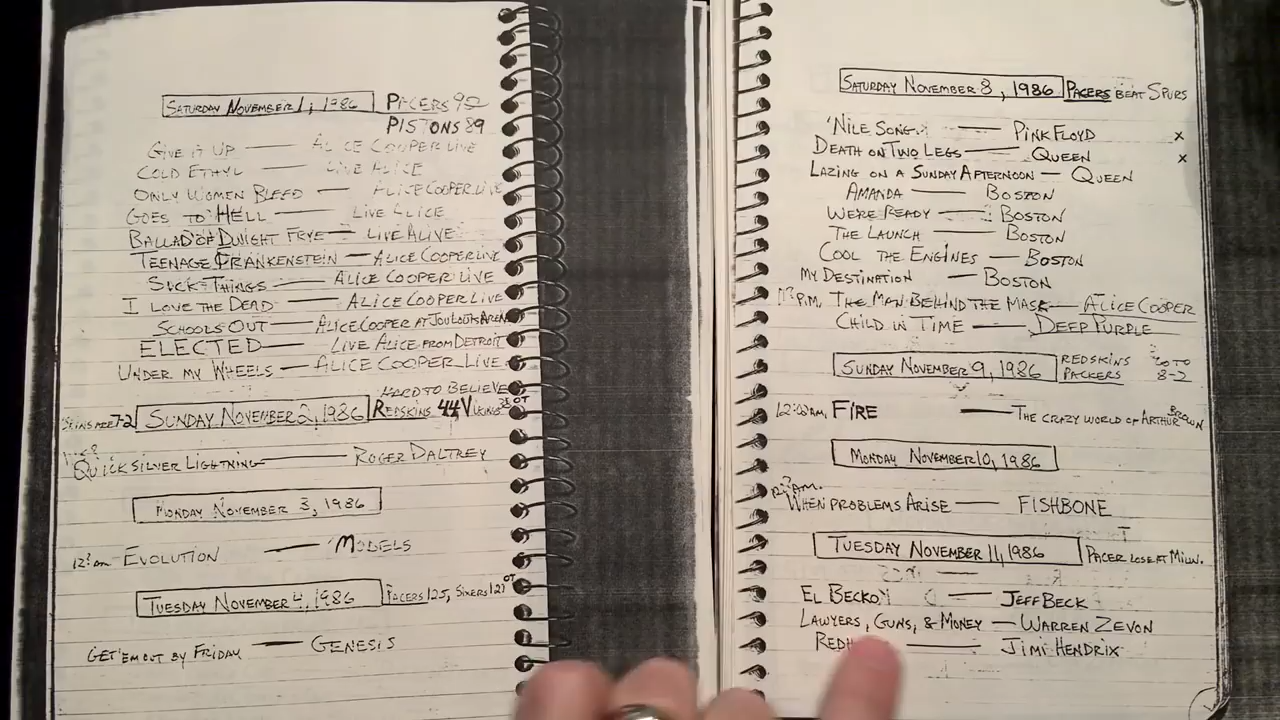 SATURDAY NOVEMBER 1, 1986 PACERS 92
PISTONS 89
GIVE IT UP — ALICE COOPER LIVE
COLD ETHYL — LIVE ALICE
ONLY WOMEN BLEED — ALICE COOPER LIVE
GOES TO HELL — LIVE ALICE
BALLAD OF DWIGHT FRYE — LIVE ALIVE
TEENAGE FRANKENSTEIN — ALICE COOPER LIVE
SICK THINGS — ALICE COOPER LIVE
I LOVE THE DEAD — ALICE COOPER LIVE
SCHOOLS OUT — ALICE COOPER AT JOE LOUIS ARENA
ELECTED — LIVE ALICE FROM DETROIT
UNDER MY WHEELS — ALICE COOPER LIVE
HARD TO BELIEVE
SKINS ARE 7-2 SUNDAY NOVEMBER 2, 1986 REDSKINS 44 VIKINGS 38 OT
QUICKSILVER LIGHTNING — ROGER DALTREY
MONDAY NOVEMBER 3, 1986
EVOLUTION — MODELS
TUESDAY NOVEMBER 4, 1986 PACERS 125, SIXERS 121 OT
GET 'EM OUT BY FRIDAY — GENESIS
SATURDAY NOVEMBER 8, 1986 PACERS BEAT SPURS
'NILE SONG' — PINK FLOYD x
DEATH ON TWO LEGS — QUEEN x
LAZING ON A SUNDAY AFTERNOON — QUEEN
AMANDA — BOSTON
WE'RE READY — BOSTON
THE LAUNCH — BOSTON
COOL THE ENGINES — BOSTON
MY DESTINATION — BOSTON
P.M. THE MAN BEHIND THE MASK — ALICE COOPER
CHILD IN TIME — DEEP PURPLE
SUNDAY NOVEMBER 9, 1986 REDSKINS
PACKERS 8-2
12:02 AM, FIRE — THE CRAZY WORLD OF ARTHUR BROWN
MONDAY NOVEMBER 10, 1986
A.M.
WHEN PROBLEMS ARISE — FISHBONE
TUESDAY NOVEMBER 11, 1986 PACER LOSE AT MILW.
EL BECKO — JEFF BECK
LAWYERS, GUNS, & MONEY — WARREN ZEVON
JIMI HENDRIX